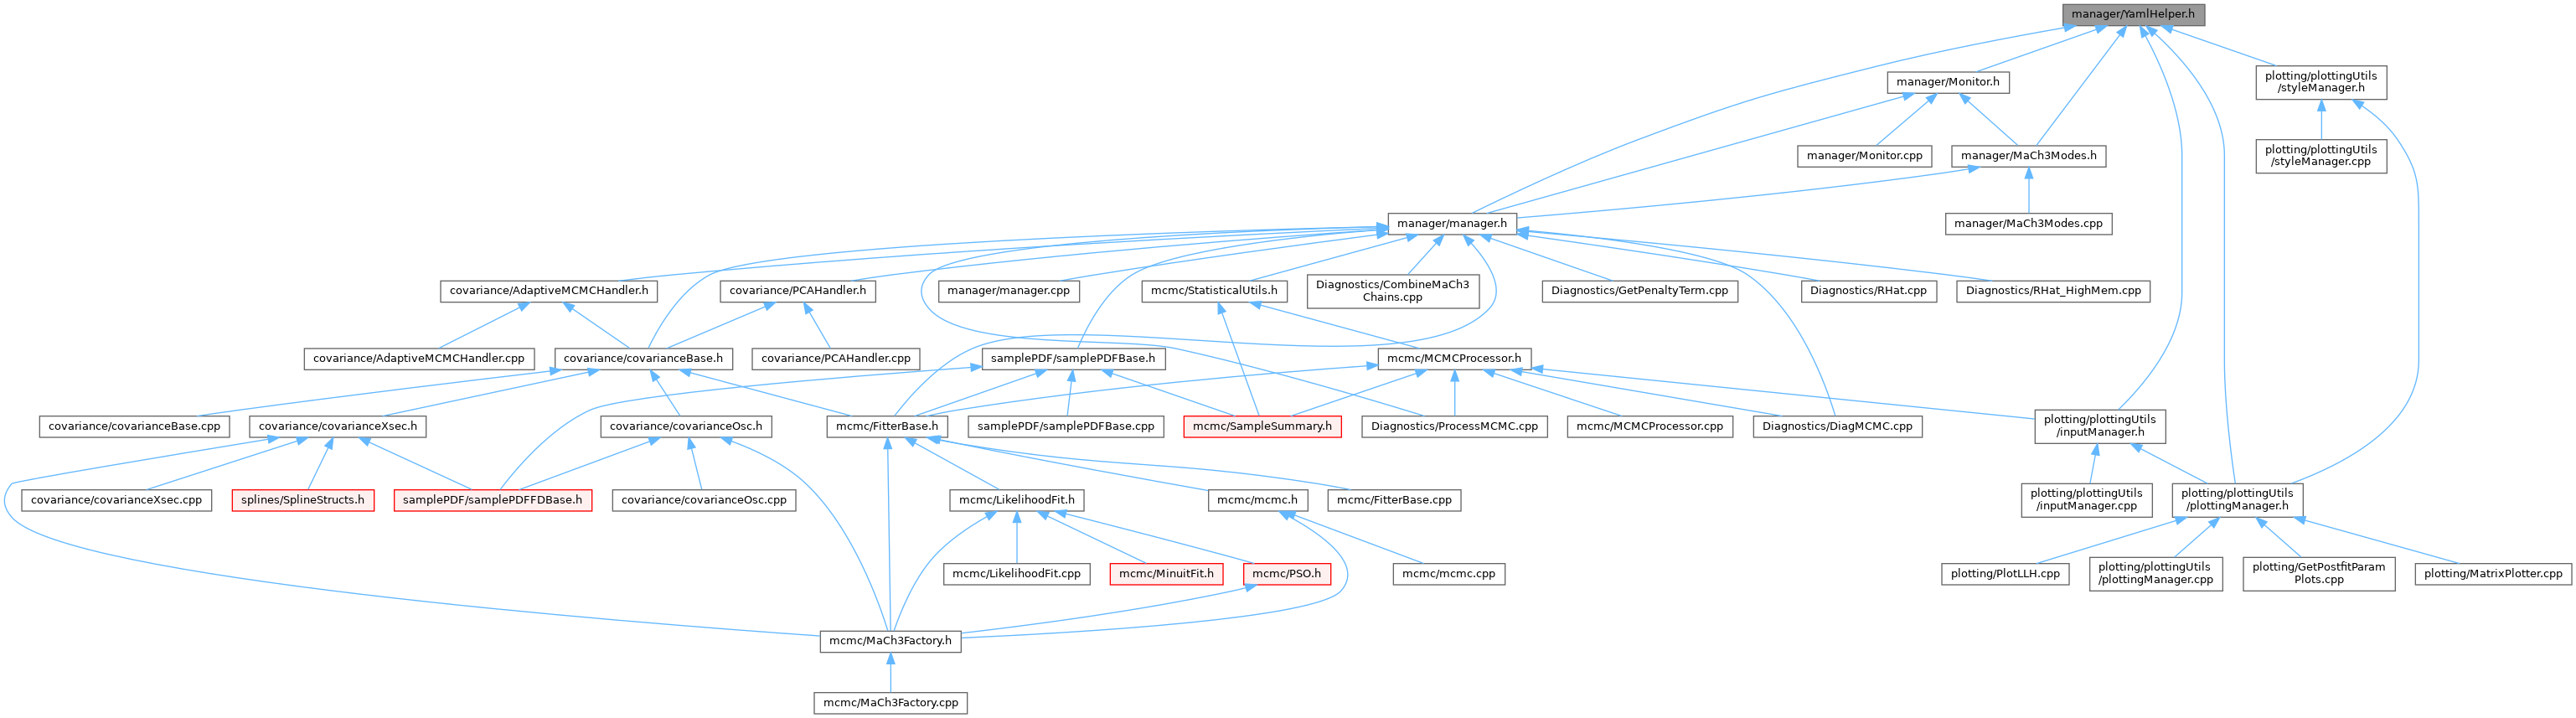 manager/YamlHelper.h
manager/Monitor.h
plotting/plottingUtils
/styleManager.h
manager/Monitor.cpp
manager/MaCh3Modes.h
plotting/plottingUtils
/styleManager.cpp
manager/manager.h
manager/MaCh3Modes.cpp
covariance/AdaptiveMCMCHandler.h
covariance/PCAHandler.h
manager/manager.cpp
mcmc/StatisticalUtils.h
Diagnostics/CombineMaCh3
Chains.cpp
Diagnostics/GetPenaltyTerm.cpp
Diagnostics/RHat.cpp
Diagnostics/RHat_HighMem.cpp
covariance/AdaptiveMCMCHandler.cpp
covariance/covarianceBase.h
covariance/PCAHandler.cpp
samplePDF/samplePDFBase.h
mcmc/MCMCProcessor.h
covariance/covarianceBase.cpp
covariance/covarianceXsec.h
covariance/covarianceOsc.h
mcmc/FitterBase.h
samplePDF/samplePDFBase.cpp
mcmc/SampleSummary.h
Diagnostics/ProcessMCMC.cpp
mcmc/MCMCProcessor.cpp
Diagnostics/DiagMCMC.cpp
plotting/plottingUtils
/inputManager.h
covariance/covarianceXsec.cpp
splines/SplineStructs.h
samplePDF/samplePDFFDBase.h
covariance/covarianceOsc.cpp
mcmc/LikelihoodFit.h
mcmc/mcmc.h
mcmc/FitterBase.cpp
plotting/plottingUtils
/inputManager.cpp
plotting/plottingUtils
/plottingManager.h
mcmc/LikelihoodFit.cpp
mcmc/MinuitFit.h
mcmc/PSO.h
mcmc/mcmc.cpp
plotting/PlotLLH.cpp
plotting/plottingUtils
/plottingManager.cpp
plotting/GetPostfitParam
Plots.cpp
plotting/MatrixPlotter.cpp
mcmc/MaCh3Factory.h
mcmc/MaCh3Factory.cpp